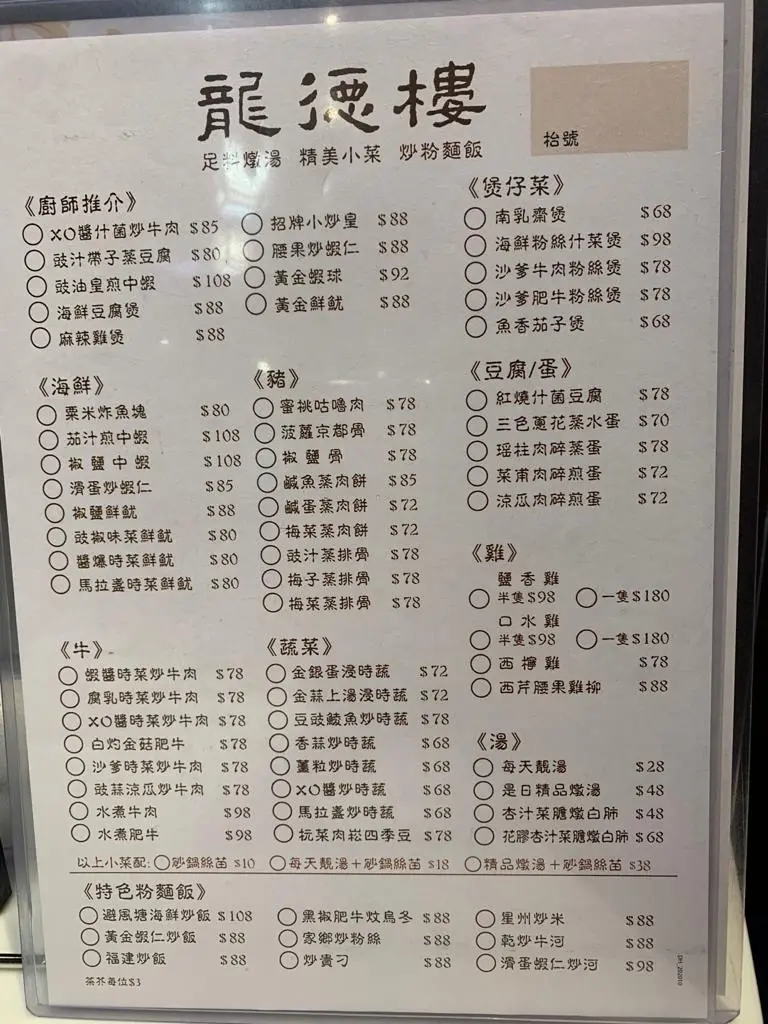 龍德樓
足料燉湯 精美小菜 炒粉麵飯
枱號
《廚師推介》
XO醬什菌炒牛肉 $85
豉汁帶子蒸豆腐 $80
豉油皇煎中蝦 $108
海鮮豆腐煲 $88
麻辣雞煲 $88
招牌小炒皇 $88
腰果炒蝦仁 $88
黃金蝦球 $92
黃金鮮魷 $88
《煲仔菜》
南乳齋煲 $68
海鮮粉絲什菜煲 $98
沙爹牛肉粉絲煲 $78
沙爹肥牛粉絲煲 $78
魚香茄子煲 $68
《海鮮》
粟米炸魚塊 $80
茄汁煎中蝦 $108
椒鹽中蝦 $108
滑蛋炒蝦仁 $85
椒鹽鮮魷 $88
豉椒味菜鮮魷 $80
醬爆時菜鮮魷 $80
馬拉盞時菜鮮魷 $80
《豬》
蜜桃咕嚕肉 $78
菠蘿京都骨 $78
椒鹽骨 $78
鹹魚蒸肉餅 $85
鹹蛋蒸肉餅 $72
梅菜蒸肉餅 $72
豉汁蒸排骨 $78
梅子蒸排骨 $78
梅菜蒸排骨 $78
《豆腐/蛋》
紅燒什菌豆腐 $78
三色蔥花蒸水蛋 $70
瑤柱肉碎蒸蛋 $78
菜甫肉碎煎蛋 $72
涼瓜肉碎煎蛋 $72
《雞》
鹽香雞
半隻$98 一隻$180
口水雞
半隻$98 一隻$180
西檸雞 $78
西芹腰果雞柳 $88
《牛》
蝦醬時菜炒牛肉 $78
腐乳時菜炒牛肉 $78
XO醬時菜炒牛肉 $78
白灼金菇肥牛 $78
沙爹時菜炒牛肉 $78
豉蒜涼瓜炒牛肉 $78
水煮牛肉 $98
水煮肥牛 $98
《蔬菜》
金銀蛋浸時蔬 $72
金蒜上湯浸時蔬 $72
豆豉鯪魚炒時蔬 $78
香蒜炒時蔬 $68
薑粒炒時蔬 $68
XO醬炒時蔬 $68
馬拉盞炒時蔬 $68
杬菜肉崧四季豆 $78
《湯》
每天靚湯 $28
是日精品燉湯 $48
杏汁菜膽燉白肺 $48
花膠杏汁菜膽燉白肺 $68
以上小菜配: 砂鍋絲苗 $10 每天靚湯＋砂鍋絲苗 $18 精品燉湯＋砂鍋絲苗 $38
《特色粉麵飯》
避風塘海鮮炒飯 $108
黃金蝦仁炒飯 $88
福建炒飯 $88
黑椒肥牛炆烏冬 $88
家鄉炒粉絲 $88
炒貴刁 $88
星州炒米 $88
乾炒牛河 $88
滑蛋蝦仁炒河 $98
茶芥每位$3